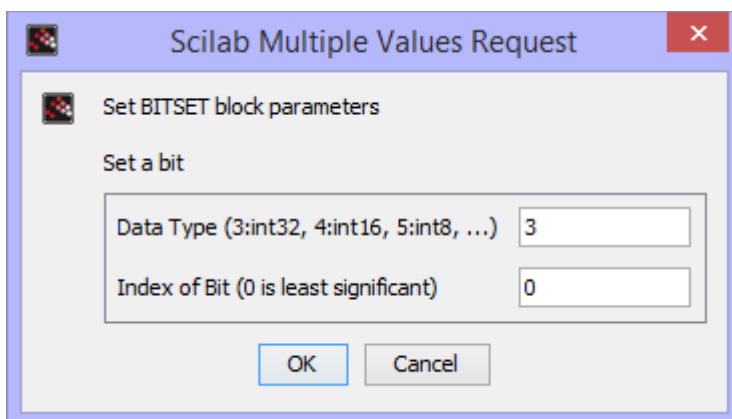 Scilab Multiple Values Request
Set BITSET block parameters
Set a bit
Data Type (3:int32, 4:int16, 5:int8, ...) 3
Index of Bit (0 is least significant) 0
OK Cancel